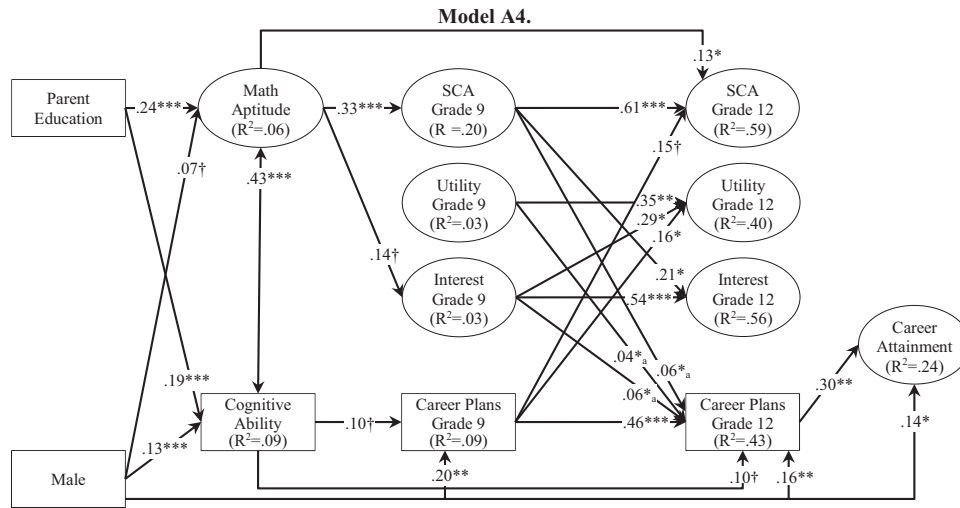 Model A4.
.13*
Parent
Education
.24***
Math
Aptitude
(R²=.06)
.33***
SCA
Grade 9
(R =.20)
.61***
SCA
Grade 12
(R²=.59)
.07†
.15†
.43***
Utility
Grade 9
(R²=.03)
.35**
.29*
.16*
Utility
Grade 12
(R²=.40)
.14†
Interest
Grade 9
(R²=.03)
.21*
.54***
Interest
Grade 12
(R²=.56)
Career
Attainment
(R²=.24)
.04*a
.06*a
.06*a
.19***
.30**
Cognitive
Ability
(R²=.09)
.10†
Career Plans
Grade 9
(R²=.09)
.46***
Career Plans
Grade 12
(R²=.43)
.14*
.13***
Male
.20**
.10†
.16**